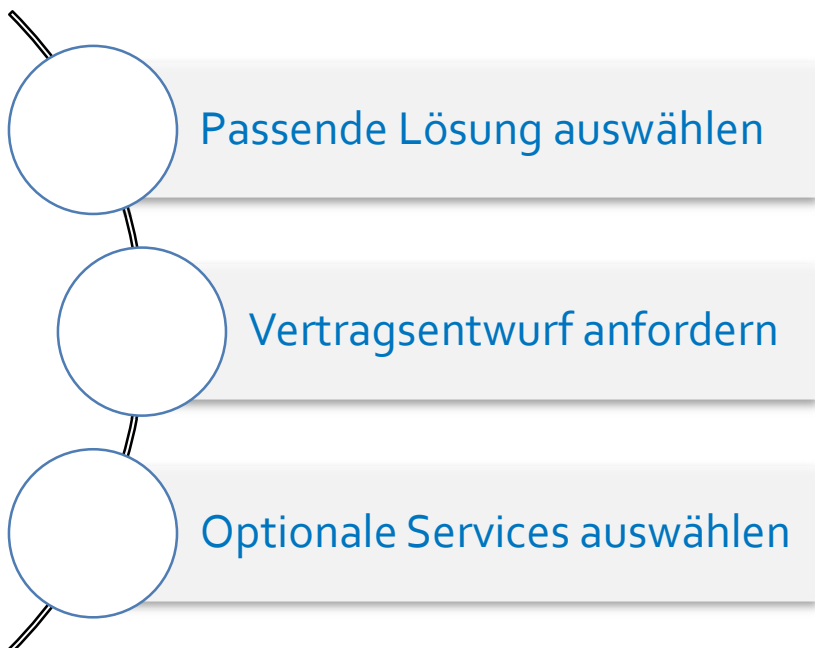 Passende Lösung auswählen
Vertragsentwurf anfordern
Optionale Services auswählen